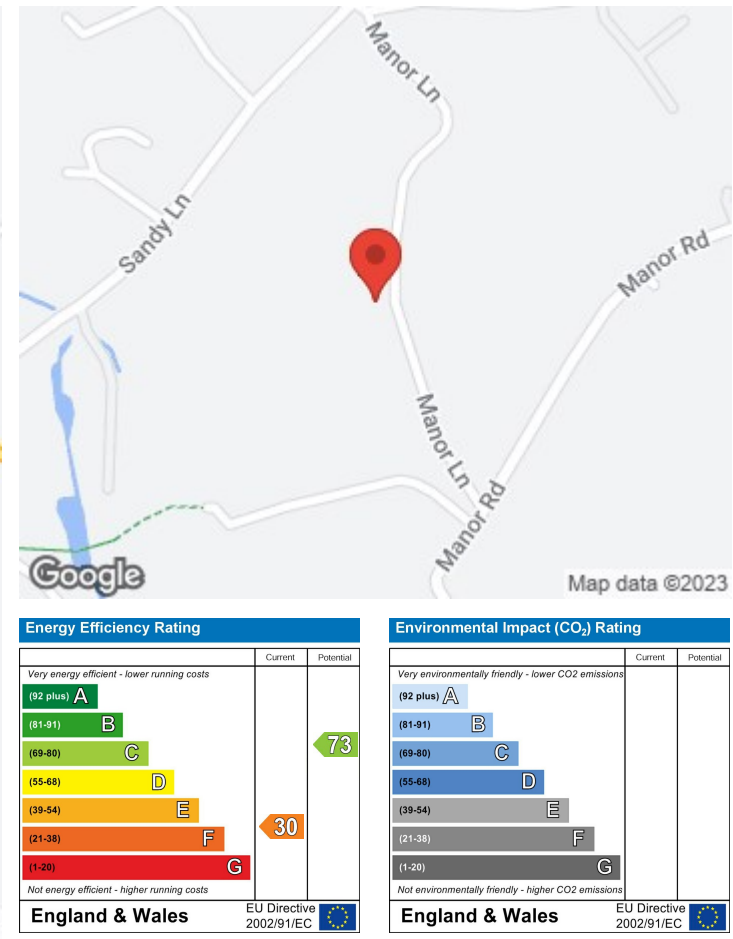 Manor Ln
Sandy Ln
Manor Rd
Manor Ln
Manor Rd
Google
Map data ©2023
Energy Efficiency Rating
Current Potential
Very energy efficient - lower running costs
(92 plus) A
(81-91) B
(69-80) C
73
(55-68) D
(39-54) E
30
(21-38) F
(1-20) G
Not energy efficient - higher running costs
England & Wales
EU Directive
2002/91/EC
Environmental Impact (CO₂) Rating
Current Potential
Very environmentally friendly - lower CO2 emissions
(92 plus) A
(81-91) B
(69-80) C
(55-68) D
(39-54) E
(21-38) F
(1-20) G
Not environmentally friendly - higher CO2 emissions
England & Wales
EU Directive
2002/91/EC